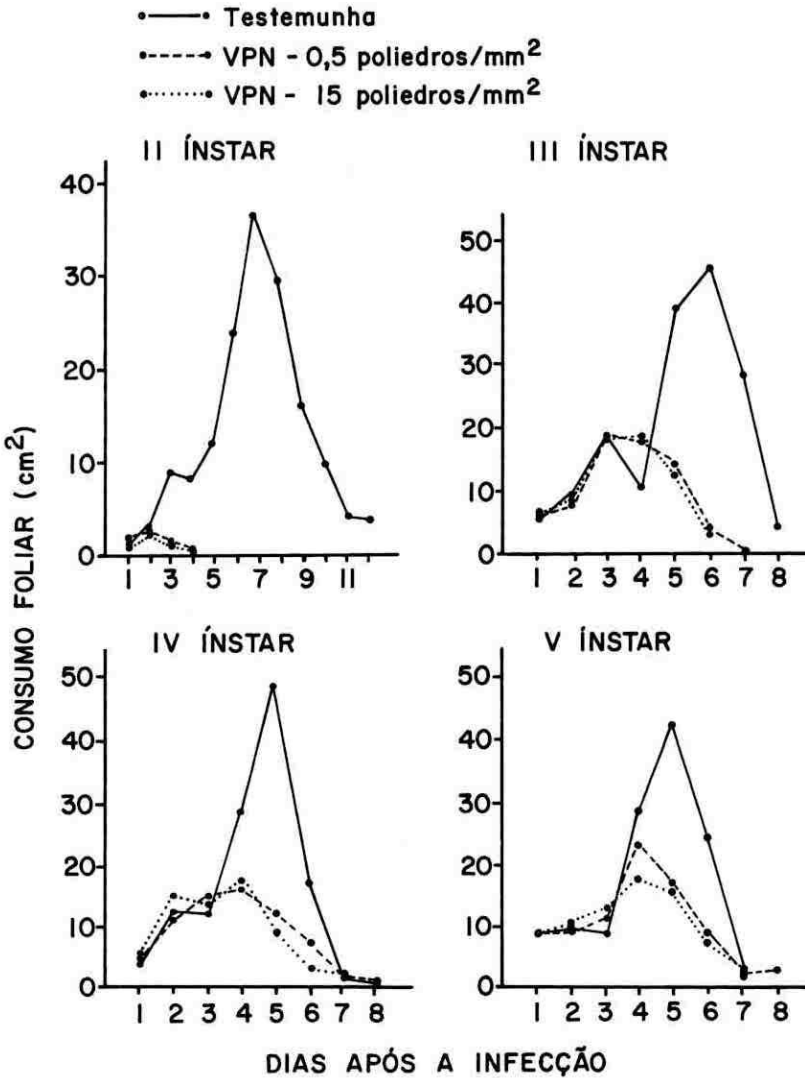 Testemunha
VPN - 0,5 poliedros/mm²
VPN - 15 poliedros/mm²
II ÍNSTAR
40
30
20
10
0
1 3 5 7 9 11
III ÍNSTAR
50
40
30
20
10
0
1 2 3 4 5 6 7 8
CONSUMO FOLIAR (cm²)
IV ÍNSTAR
50
40
30
20
10
0
1 2 3 4 5 6 7 8
V ÍNSTAR
50
40
30
20
10
0
1 2 3 4 5 6 7 8
DIAS APÓS A INFECÇÃO